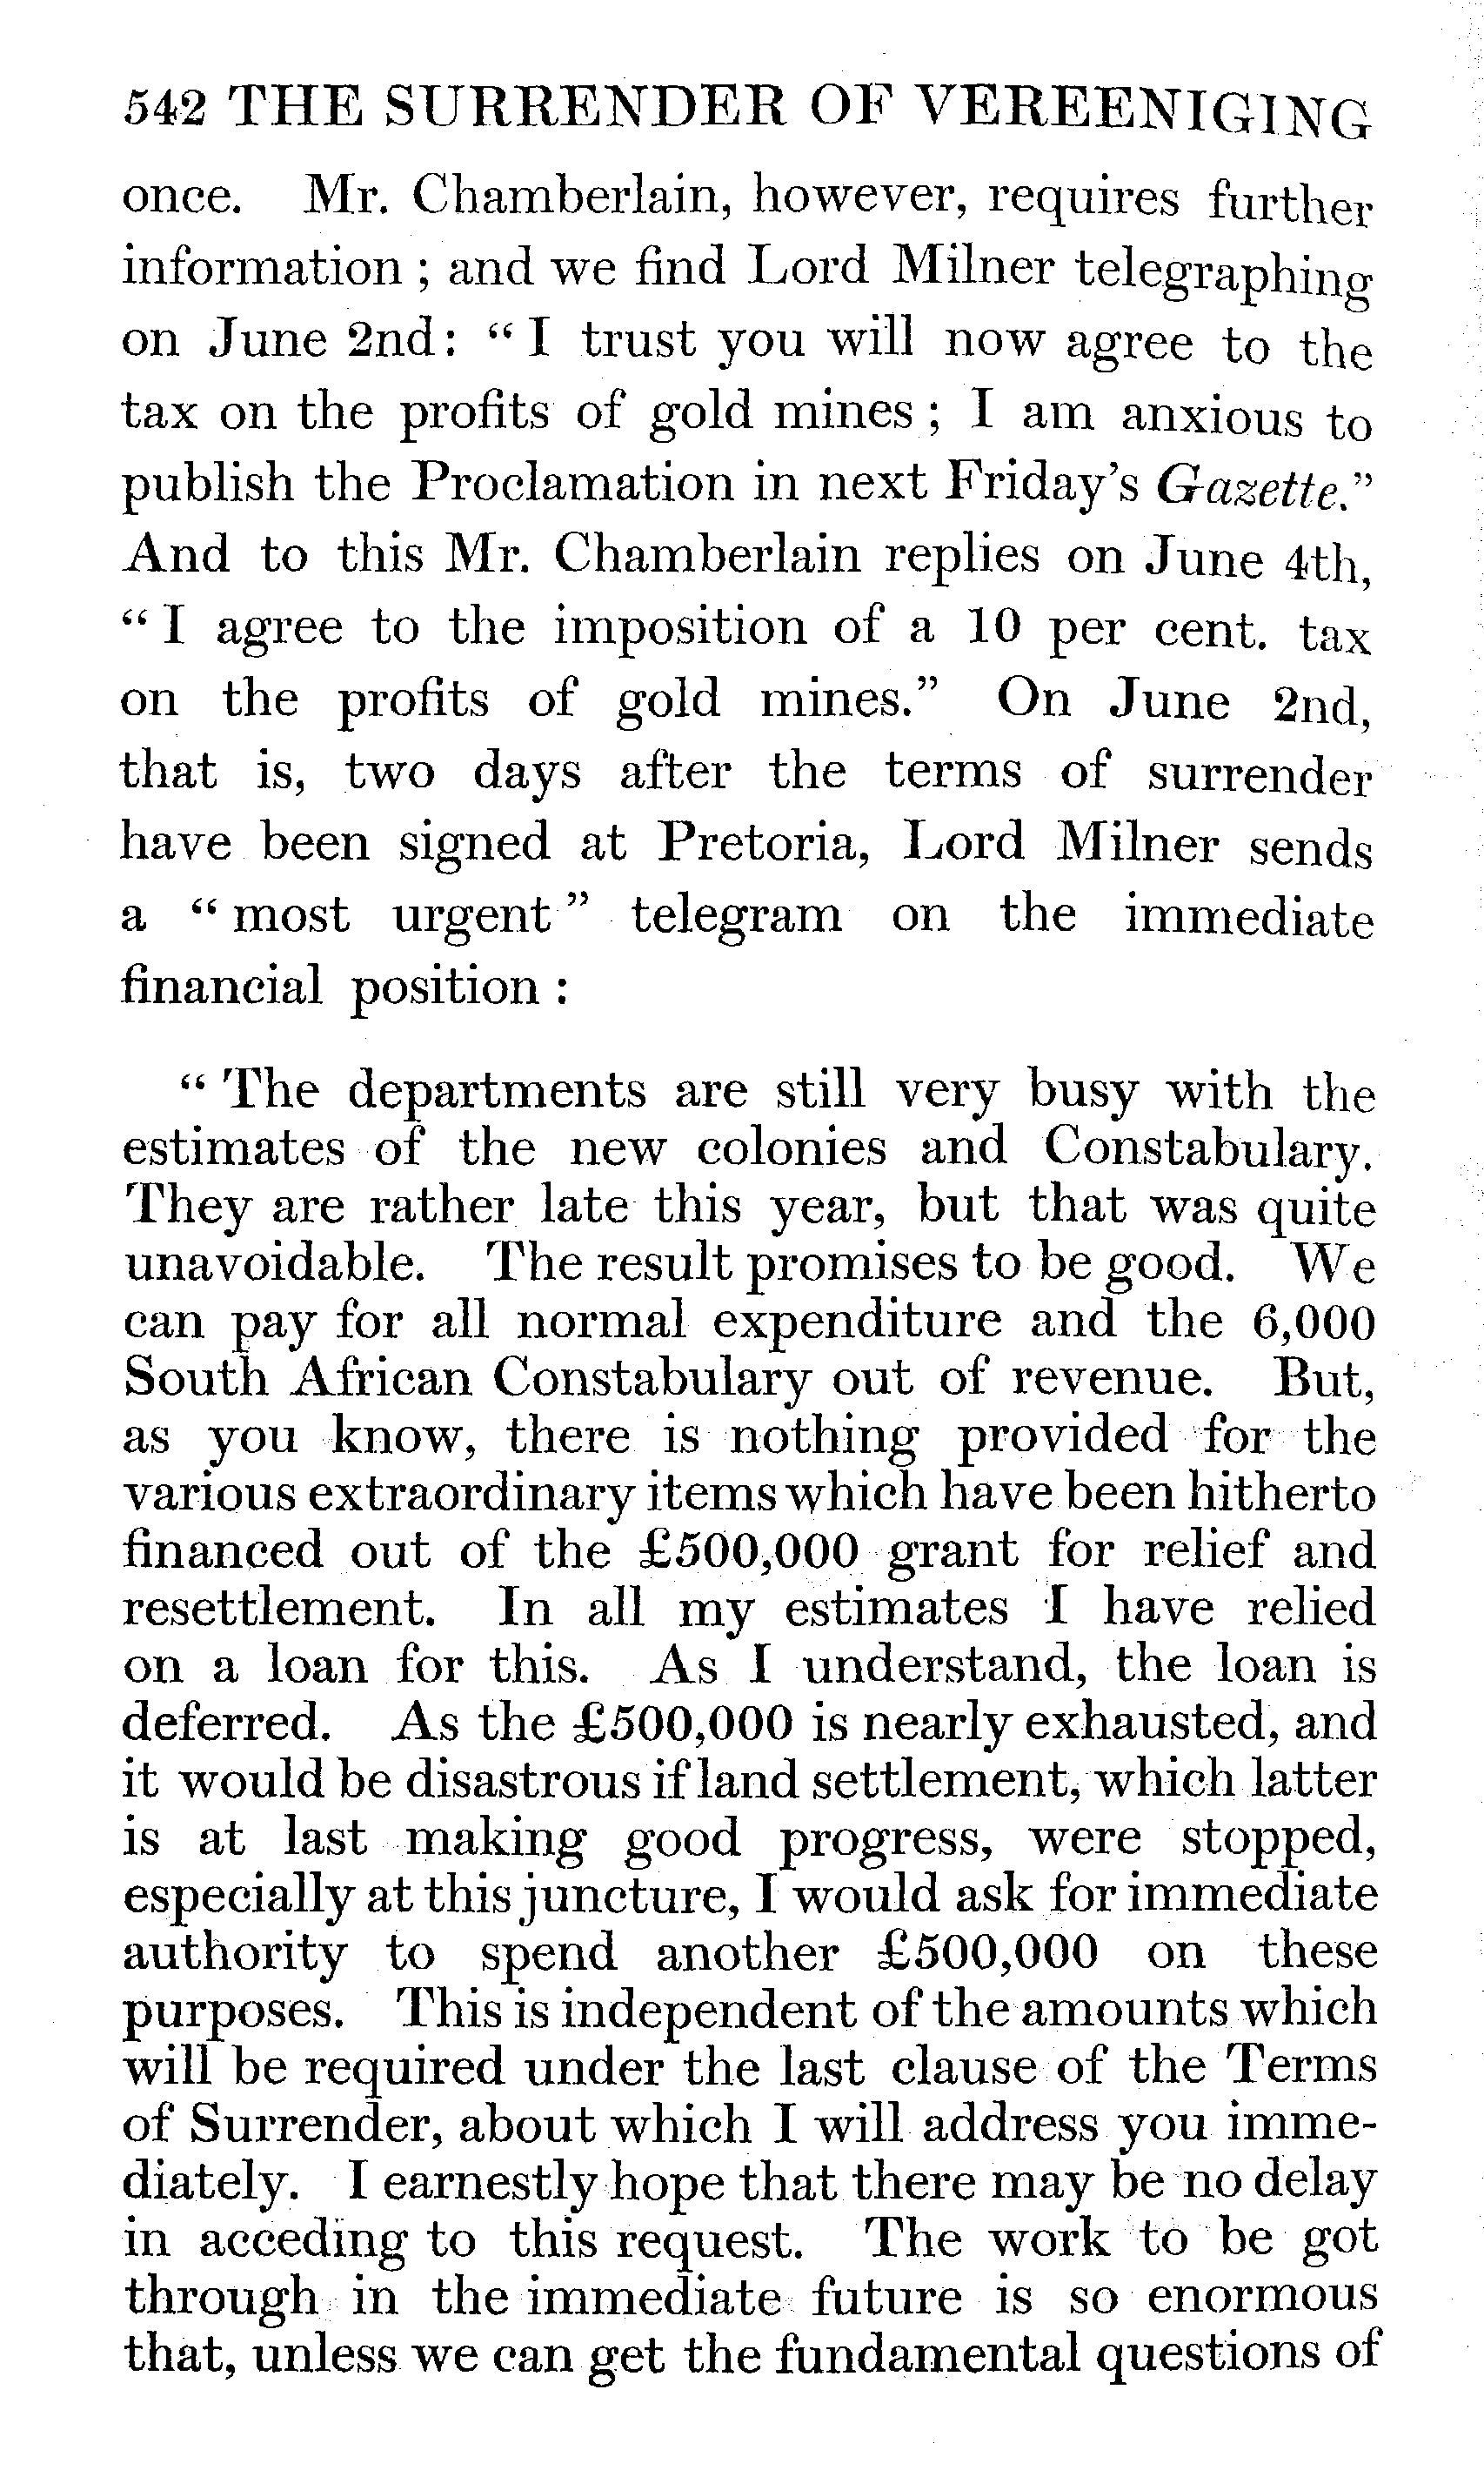 542 THE SURRENDER OF VEREENIGING
once. Mr. Chamberlain, however, requires further
information ; and we find Lord Milner telegraphing
on June 2nd: “ I trust you will now agree to the
tax on the profits of gold mines ; I am anxious to
publish the Proclamation in next Friday’s Gazette.”
And to this Mr. Chamberlain replies on June 4th,
“ I agree to the imposition of a 10 per cent. tax
on the profits of gold mines.” On June 2nd,
that is, two days after the terms of surrender
have been signed at Pretoria, Lord Milner sends
a “ most urgent ” telegram on the immediate
financial position :
“ The departments are still very busy with the
estimates of the new colonies and Constabulary.
They are rather late this year, but that was quite
unavoidable. The result promises to be good. We
can pay for all normal expenditure and the 6,000
South African Constabulary out of revenue. But,
as you know, there is nothing provided for the
various extraordinary items which have been hitherto
financed out of the £500,000 grant for relief and
resettlement. In all my estimates I have relied
on a loan for this. As I understand, the loan is
deferred. As the £500,000 is nearly exhausted, and
it would be disastrous if land settlement, which latter
is at last making good progress, were stopped,
especially at this juncture, I would ask for immediate
authority to spend another £500,000 on these
purposes. This is independent of the amounts which
will be required under the last clause of the Terms
of Surrender, about which I will address you imme-
diately. I earnestly hope that there may be no delay
in acceding to this request. The work to be got
through in the immediate future is so enormous
that, unless we can get the fundamental questions of